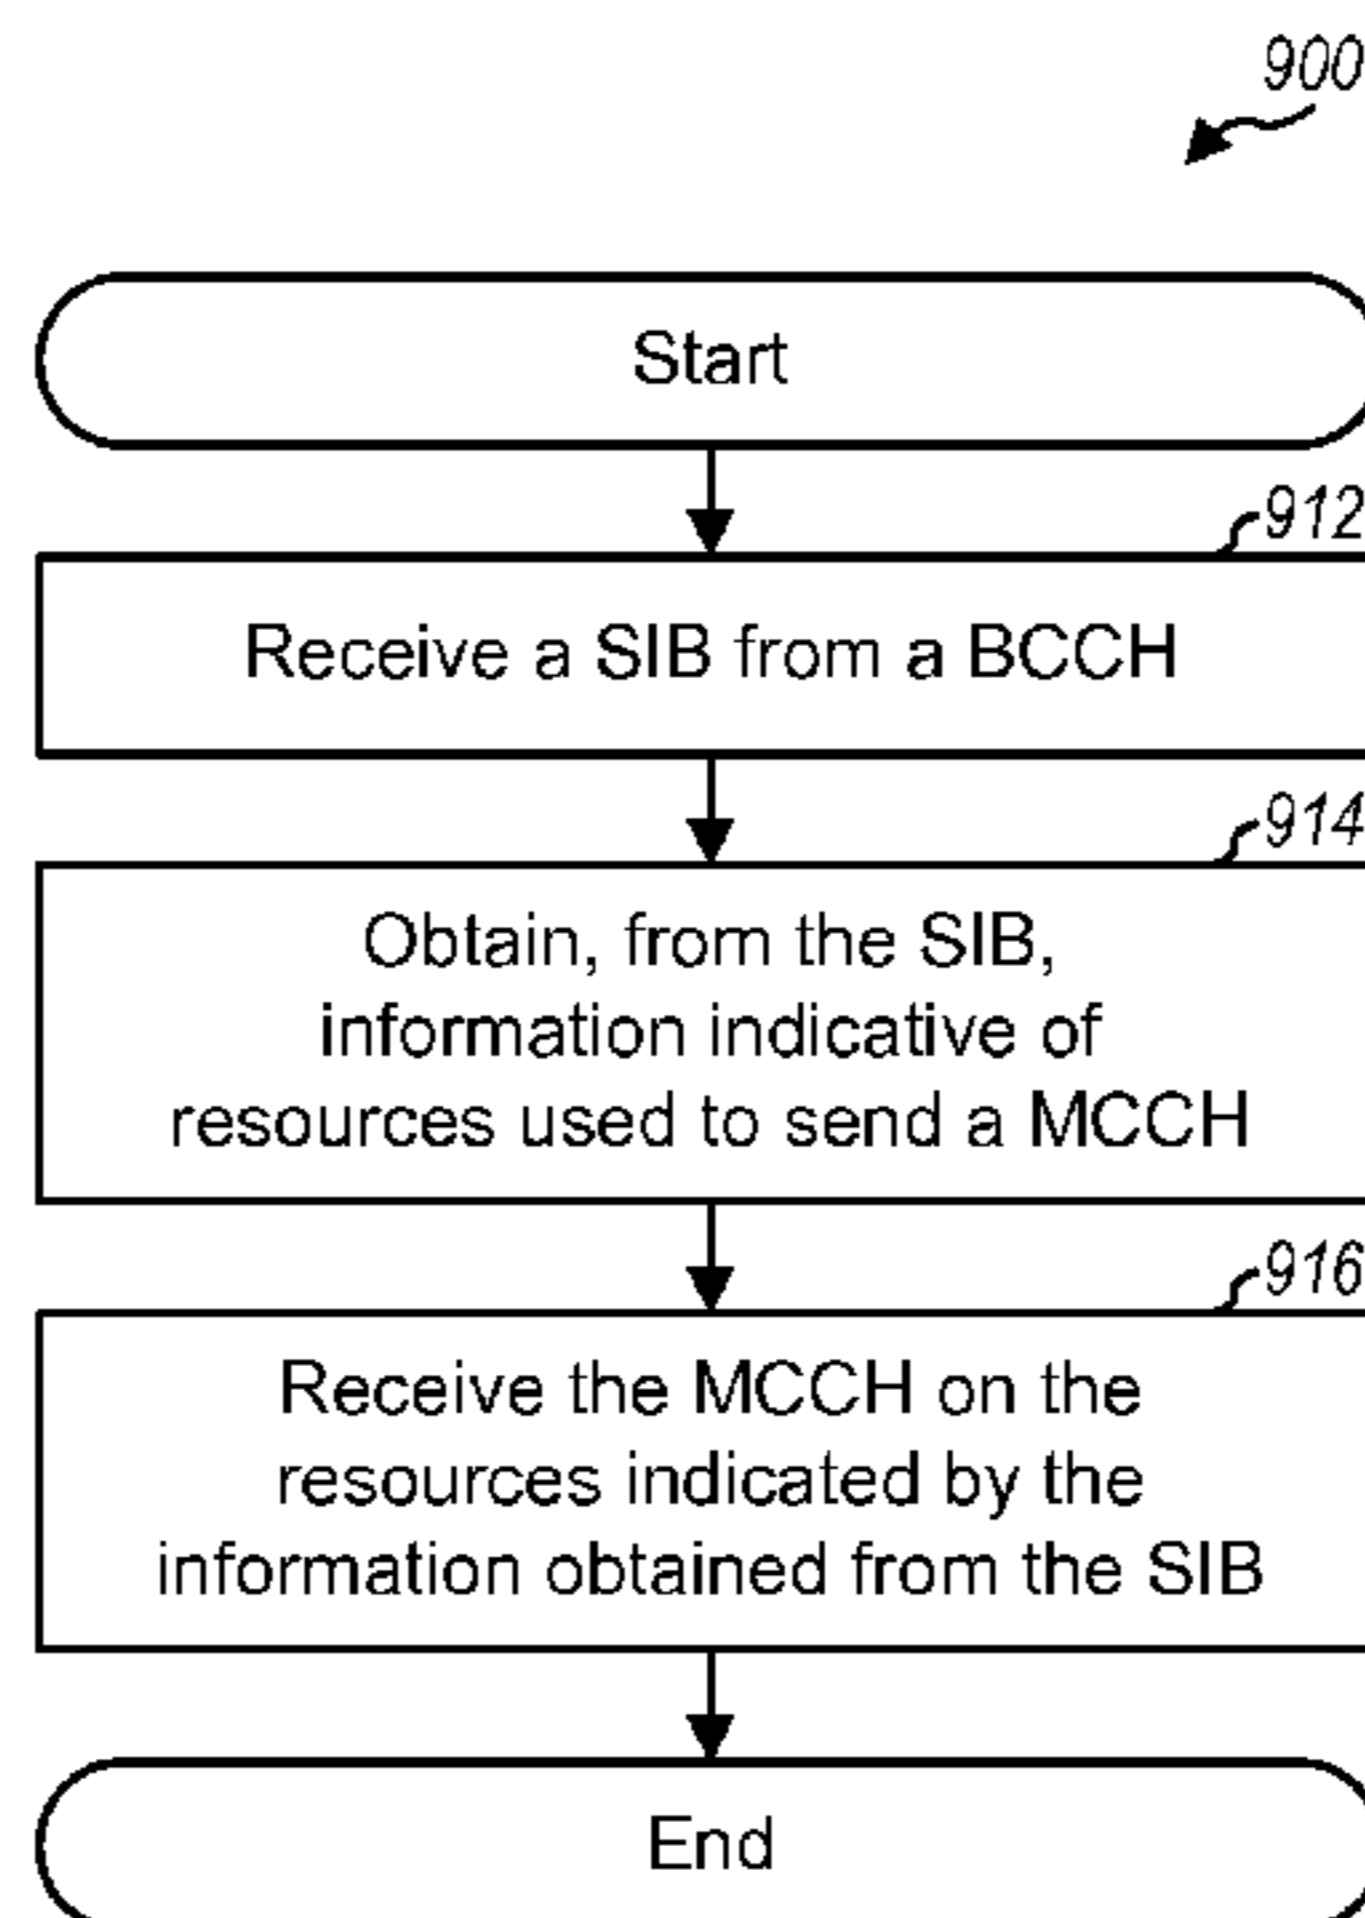 900
Start
912
Receive a SIB from a BCCH
914
Obtain, from the SIB,
information indicative of
resources used to send a MCCH
916
Receive the MCCH on the
resources indicated by the
information obtained from the SIB
End